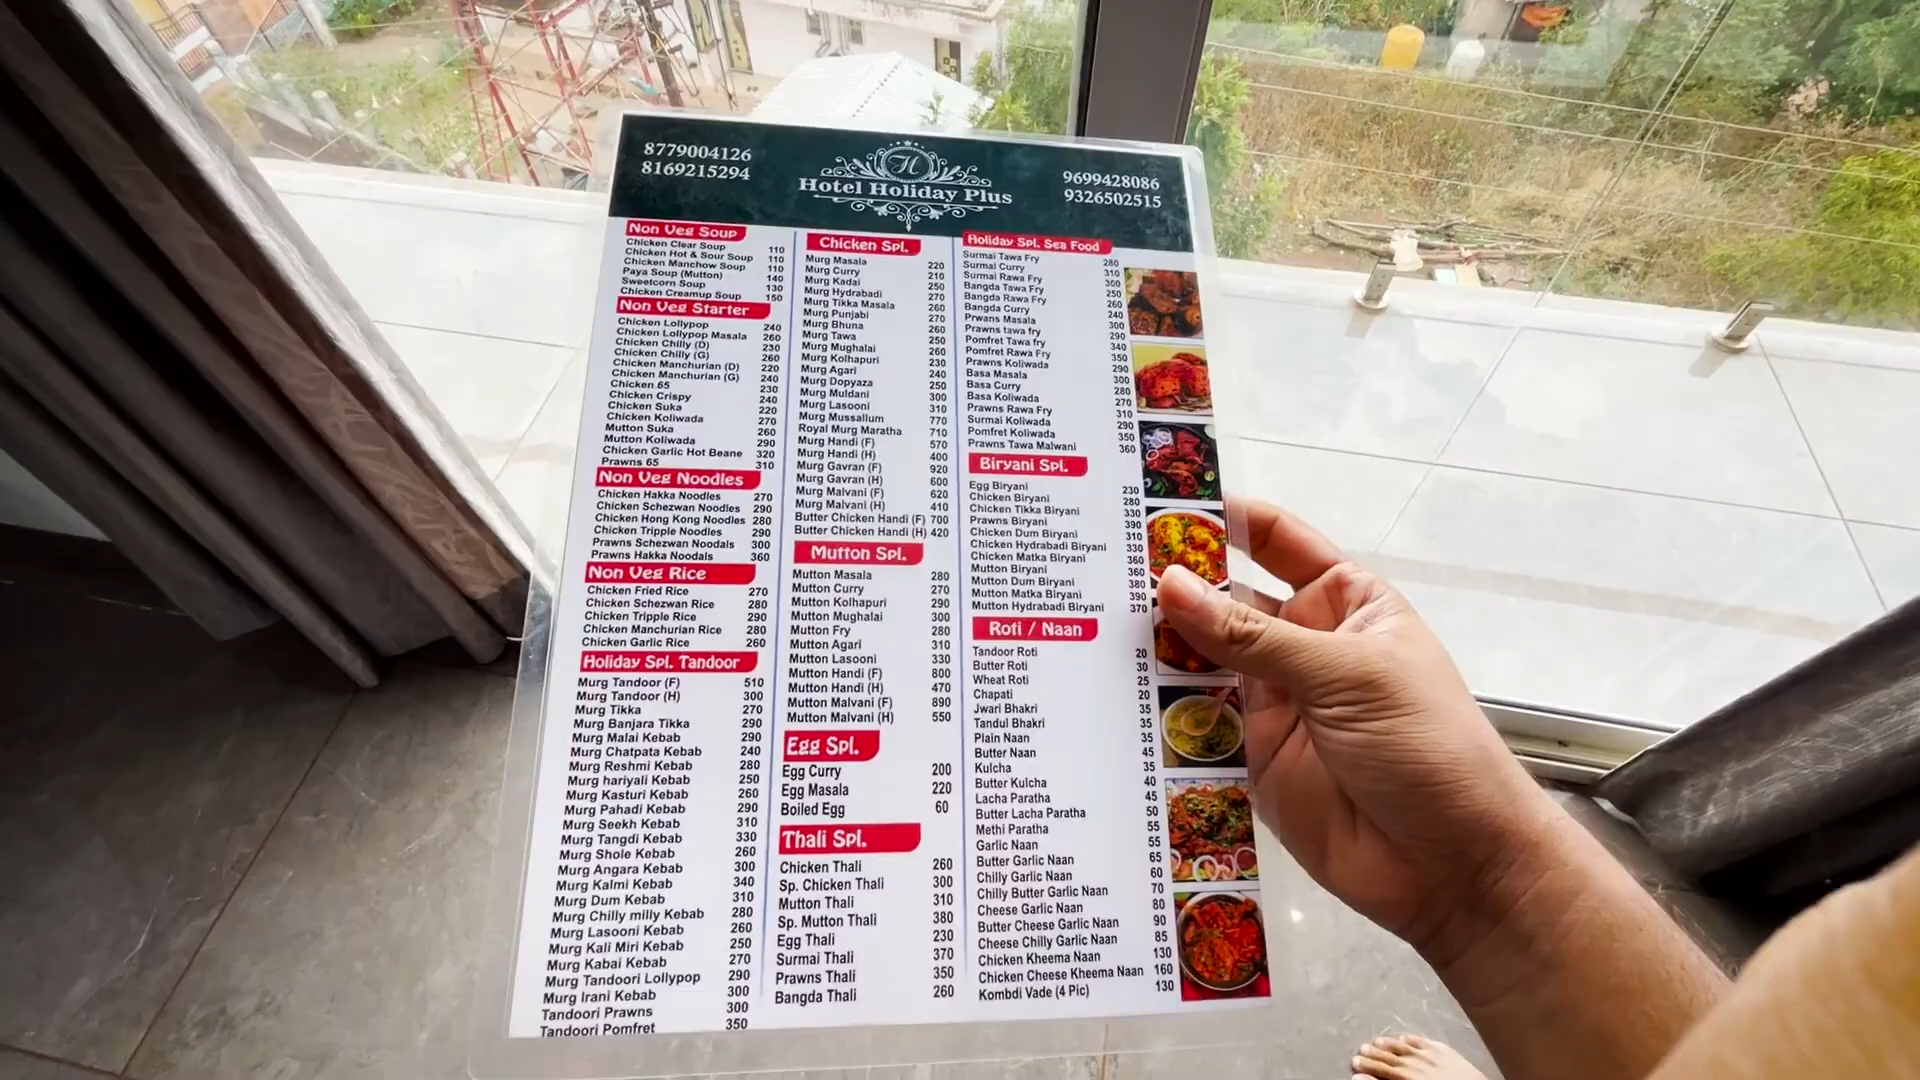 8779004126
8169215294
H
Hotel Holiday Plus
9699428086
9326502515
Non Veg Soup
Chicken Clear Soup 110
Chicken Hot & Sour Soup 110
Chicken Manchow Soup 110
Paya Soup (Mutton) 140
Sweetcorn Soup 130
Chicken Creamup Soup 150
Non Veg Starter
Chicken Lollypop 240
Chicken Lollypop Masala 260
Chicken Chilly (D) 230
Chicken Chilly (G) 260
Chicken Manchurian (D) 220
Chicken Manchurian (G) 240
Chicken 65 230
Chicken Crispy 240
Chicken Suka 220
Chicken Koliwada 270
Mutton Suka 260
Mutton Koliwada 290
Chicken Garlic Hot Beane 320
Prawns 65 310
Non Veg Noodles
Chicken Hakka Noodles 270
Chicken Schezwan Noodles 290
Chicken Hong Kong Noodles 280
Chicken Tripple Noodles 290
Prawns Schezwan Noodals 300
Prawns Hakka Noodals 360
Non Veg Rice
Chicken Fried Rice 270
Chicken Schezwan Rice 280
Chicken Tripple Rice 290
Chicken Manchurian Rice 280
Chicken Garlic Rice 260
Holiday Spl. Tandoor
Murg Tandoor (F) 510
Murg Tandoor (H) 300
Murg Tikka 270
Murg Banjara Tikka 290
Murg Malai Kebab 290
Murg Chatpata Kebab 240
Murg Reshmi Kebab 280
Murg hariyali Kebab 250
Murg Kasturi Kebab 260
Murg Pahadi Kebab 290
Murg Seekh Kebab 310
Murg Tangdi Kebab 330
Murg Shole Kebab 260
Murg Angara Kebab 300
Murg Kalmi Kebab 340
Murg Dum Kebab 310
Murg Chilly milly Kebab 280
Murg Lasooni Kebab 260
Murg Kali Miri Kebab 250
Murg Kabai Kebab 270
Murg Tandoori Lollypop 290
Murg Irani Kebab 300
Tandoori Prawns 300
Tandoori Pomfret 350
Chicken Spl.
Murg Masala 220
Murg Curry 210
Murg Kadai 250
Murg Hydrabadi 270
Murg Tikka Masala 260
Murg Punjabi 270
Murg Bhuna 260
Murg Tawa 250
Murg Mughalai 260
Murg Kolhapuri 230
Murg Agari 240
Murg Dopyaza 250
Murg Muldani 300
Murg Lasooni 310
Murg Mussallum 770
Royal Murg Maratha 710
Murg Handi (F) 570
Murg Handi (H) 400
Murg Gavran (F) 920
Murg Gavran (H) 600
Murg Malvani (F) 620
Murg Malvani (H) 410
Butter Chicken Handi (F) 700
Butter Chicken Handi (H) 420
Mutton Spl.
Mutton Masala 280
Mutton Curry 270
Mutton Kolhapuri 290
Mutton Mughalai 300
Mutton Fry 280
Mutton Agari 310
Mutton Lasooni 330
Mutton Handi (F) 800
Mutton Handi (H) 470
Mutton Malvani (F) 890
Mutton Malvani (H) 550
Egg Spl.
Egg Curry 200
Egg Masala 220
Boiled Egg 60
Thali Spl.
Chicken Thali 260
Sp. Chicken Thali 300
Mutton Thali 310
Sp. Mutton Thali 380
Egg Thali 230
Surmai Thali 370
Prawns Thali 350
Bangda Thali 260
Holiday Spl. Sea Food
Surmai Tawa Fry 280
Surmai Curry 310
Surmai Rawa Fry 300
Bangda Tawa Fry 250
Bangda Rawa Fry 260
Bangda Curry 240
Prwans Masala 300
Prawns tawa fry 290
Pomfret Tawa fry 340
Pomfret Rawa Fry 350
Prawns Koliwada 290
Basa Masala 300
Basa Curry 280
Basa Koliwada 270
Prawns Rawa Fry 310
Surmai Koliwada 290
Pomfret Koliwada 350
Prawns Tawa Malwani 360
Biryani Spl.
Egg Biryani 230
Chicken Biryani 280
Chicken Tikka Biryani 330
Prawns Biryani 390
Chicken Dum Biryani 310
Chicken Hydrabadi Biryani 330
Chicken Matka Biryani 360
Mutton Biryani 360
Mutton Dum Biryani 380
Mutton Matka Biryani 390
Mutton Hydrabadi Biryani 370
Roti / Naan
Tandoor Roti 20
Butter Roti 30
Wheat Roti 25
Chapati 20
Jwari Bhakri 35
Tandul Bhakri 35
Plain Naan 35
Butter Naan 45
Kulcha 35
Butter Kulcha 40
Lacha Paratha 45
Butter Lacha Paratha 50
Methi Paratha 55
Garlic Naan 55
Butter Garlic Naan 65
Chilly Garlic Naan 60
Chilly Butter Garlic Naan 70
Cheese Garlic Naan 80
Butter Cheese Garlic Naan 90
Cheese Chilly Garlic Naan 85
Chicken Kheema Naan 130
Chicken Cheese Kheema Naan 160
Kombdi Vade (4 Pic) 130